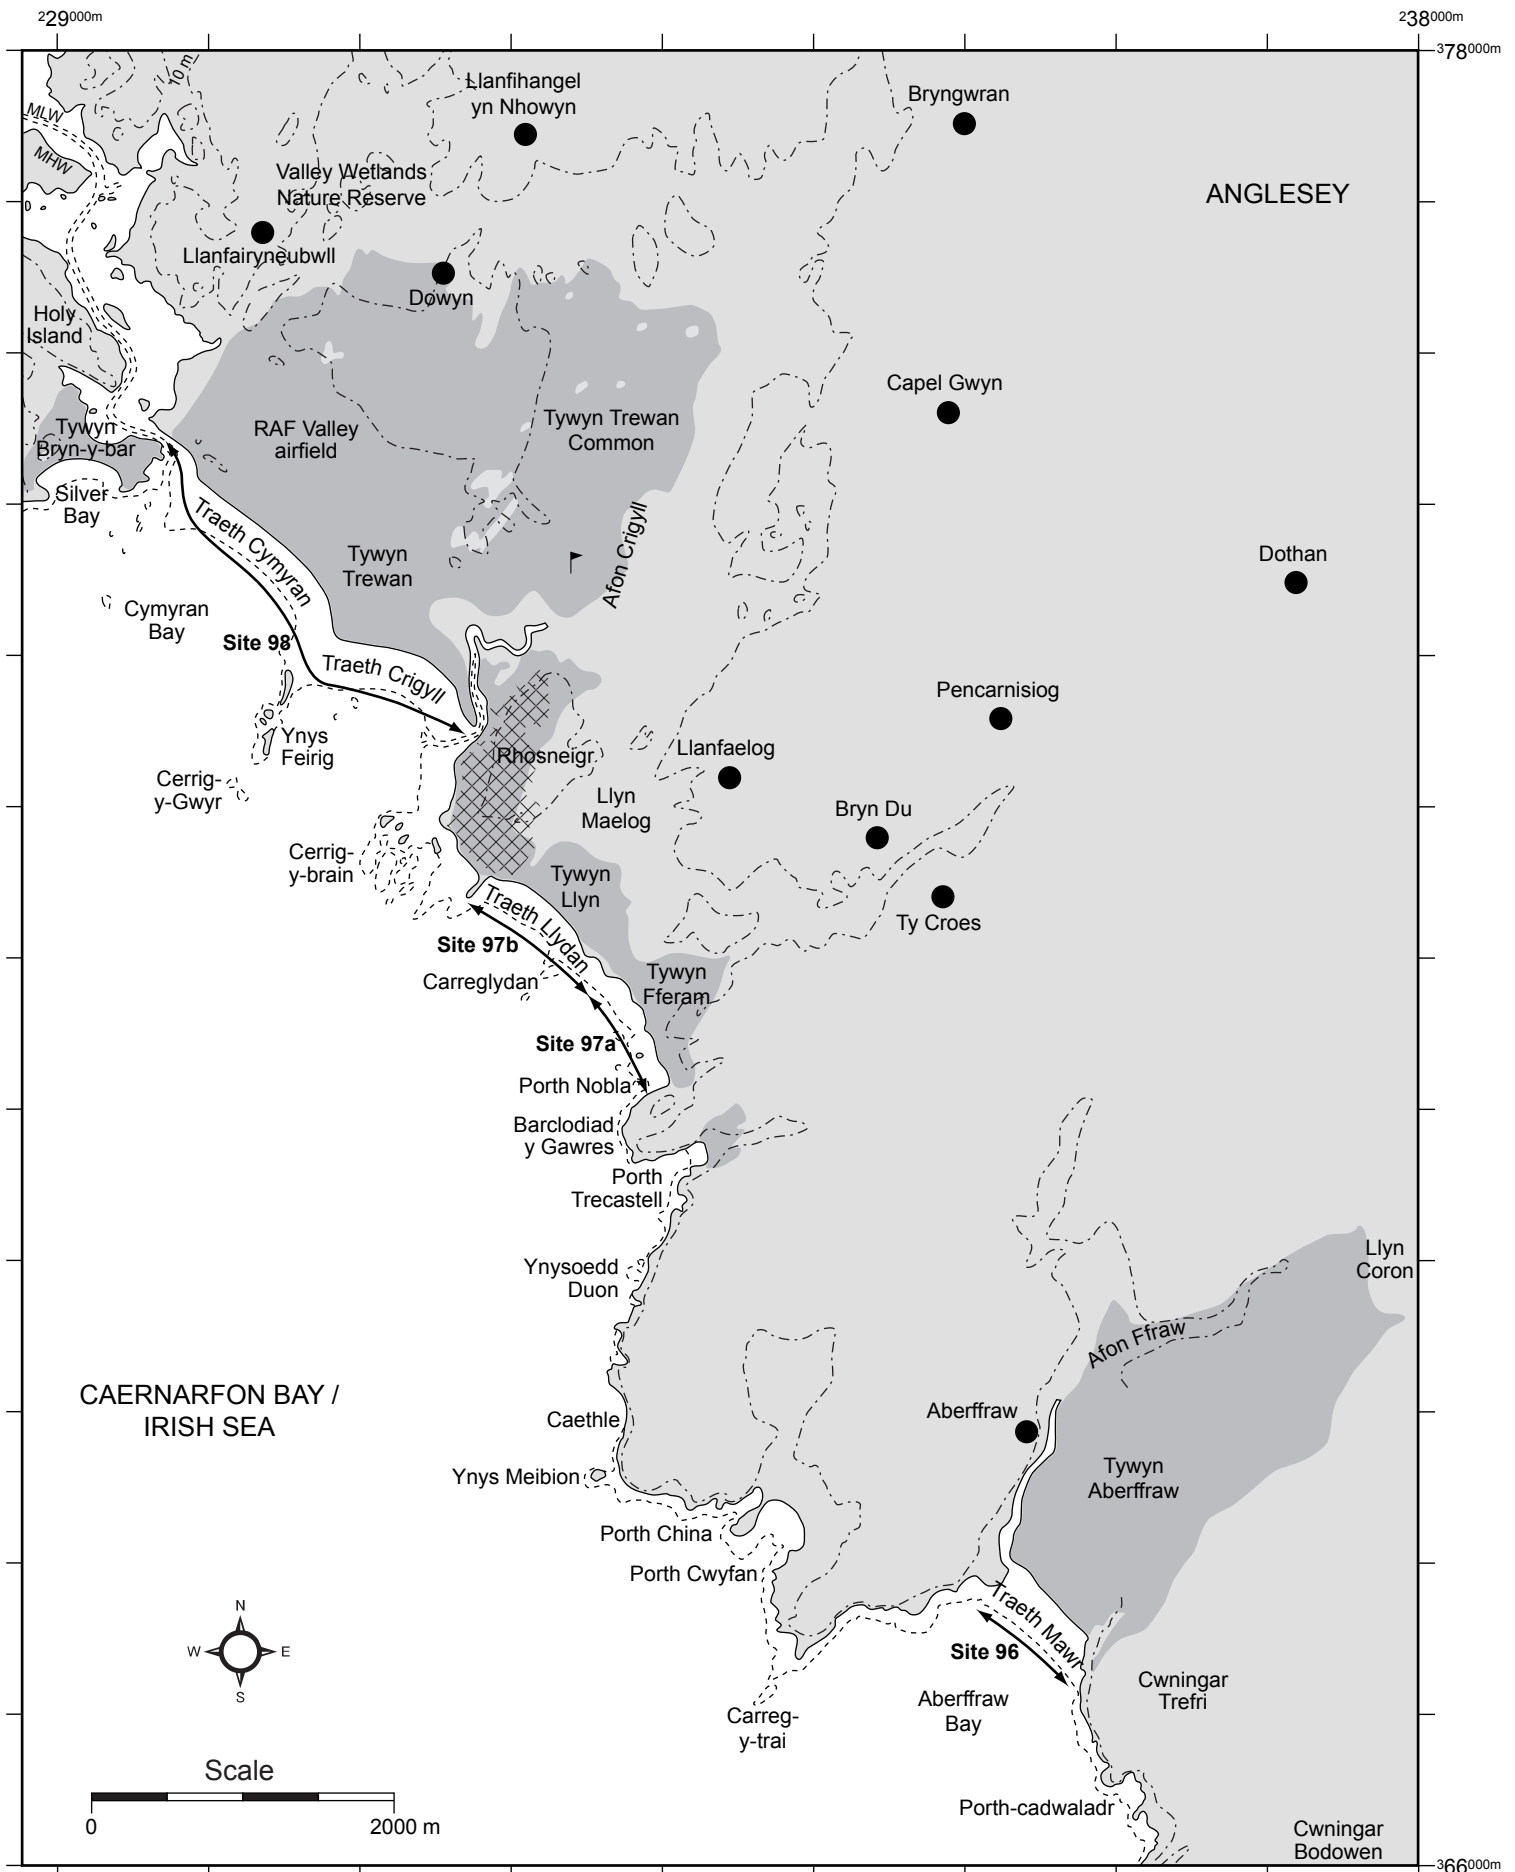 229000m
238000m
378000m
10 m
MLW
MHW
Llanfihangel
yn Nhowyn
Bryngwran
Valley Wetlands
Nature Reserve
ANGLESEY
Llanfairyneubwll
Dowyn
Holy
Island
Capel Gwyn
Tywyn
Bryn-y-bar
RAF Valley
airfield
Tywyn Trewan
Common
Silver
Bay
Traeth Cymyran
Tywyn
Trewan
Afon Crigyll
Dothan
Cymyran
Bay
Site 98
Traeth Crigyll
Pencarnisiog
Ynys
Feirig
Rhosneigr
Llanfaelog
Cerrig-
y-Gwyr
Llyn
Maelog
Bryn Du
Cerrig-
y-brain
Tywyn
Llyn
Traeth Llydan
Ty Croes
Site 97b
Carreglydan
Tywyn
Fferam
Site 97a
Porth Nobla
Barclodiad
y Gawres
Porth
Trecastell
Ynysoedd
Duon
Llyn
Coron
Afon Ffraw
CAERNARFON BAY /
IRISH SEA
Caethle
Aberffraw
Ynys Meibion
Tywyn
Aberffraw
Porth China
Porth Cwyfan
Traeth Mawr
Site 96
N
W
E
S
Cwningar
Trefri
Aberffraw
Bay
Carreg-
y-trai
Scale
0
2000 m
Porth-cadwaladr
Cwningar
Bodowen
366000m